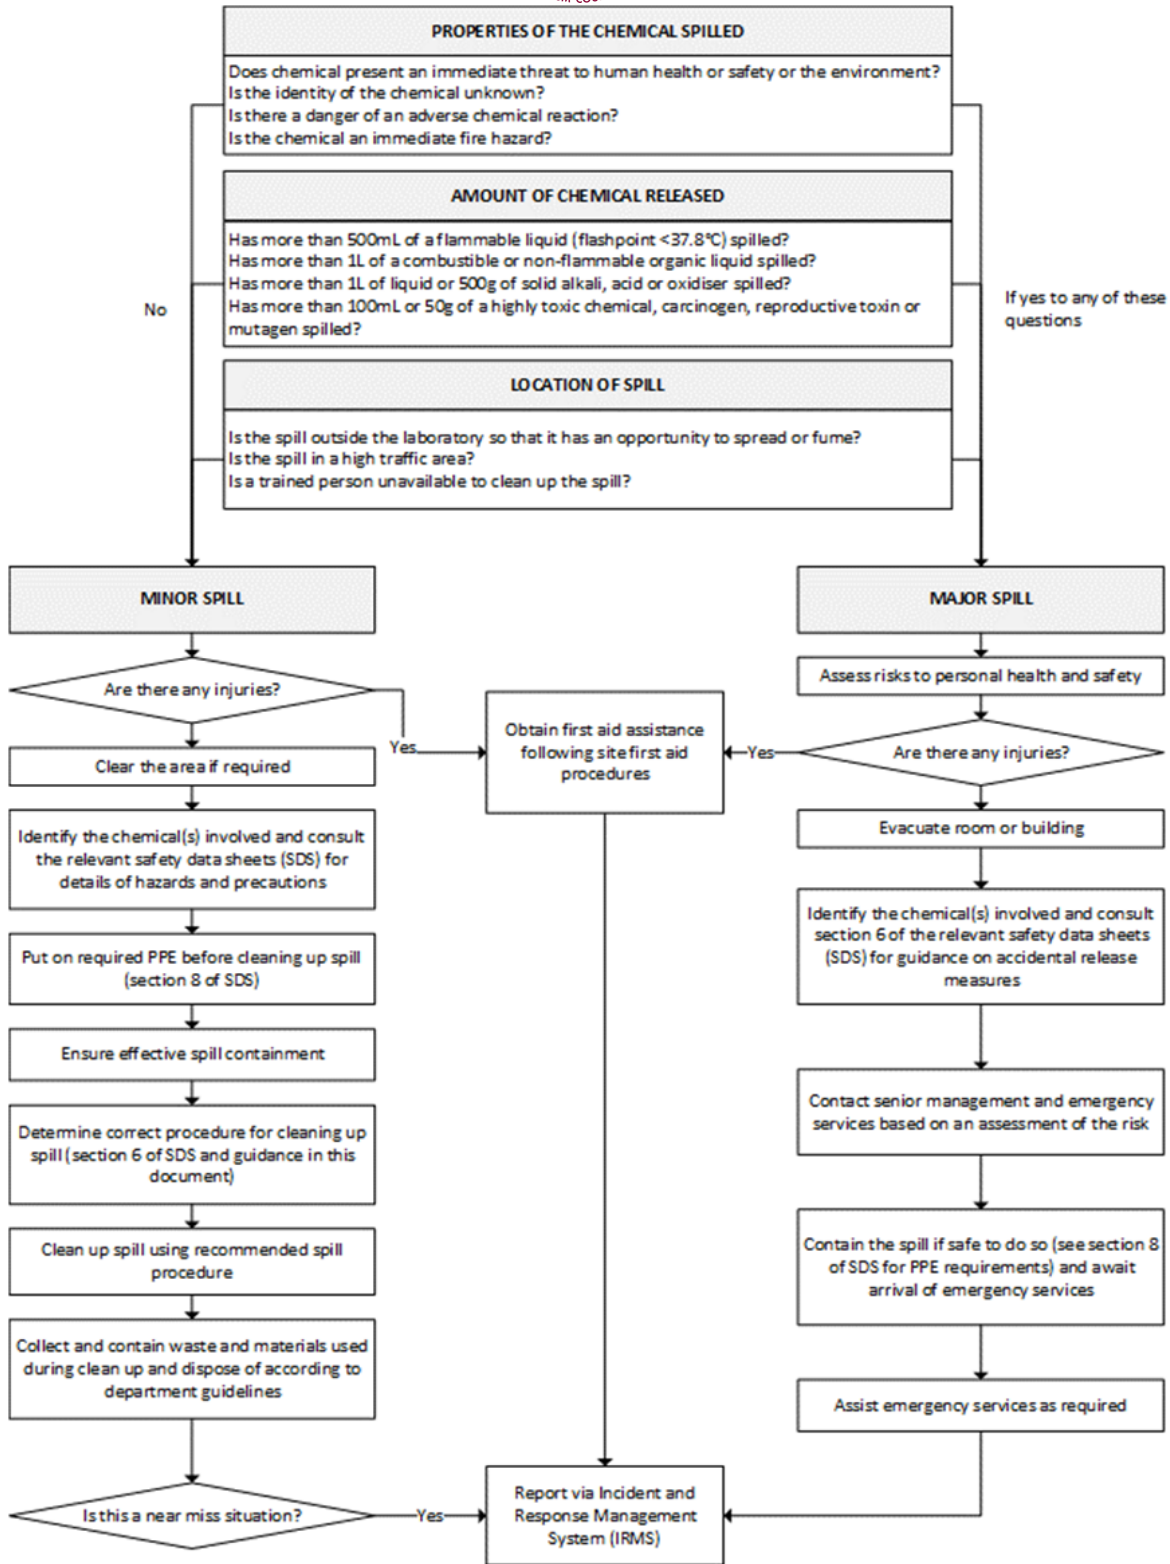 PROPERTIES OF THE CHEMICAL SPILLED
Does chemical present an immediate threat to human health or safety or the environment?
Is the identity of the chemical unknown?
Is there a danger of an adverse chemical reaction?
Is the chemical an immediate fire hazard?
AMOUNT OF CHEMICAL RELEASED
Has more than 500mL of a flammable liquid (flashpoint <37.8°C) spilled?
Has more than 1L of a combustible or non-flammable organic liquid spilled?
Has more than 1L of liquid or 500g of solid alkali, acid or oxidiser spilled?
Has more than 100mL or 50g of a highly toxic chemical, carcinogen, reproductive toxin or
mutagen spilled?
No
If yes to any of these
questions
LOCATION OF SPILL
Is the spill outside the laboratory so that it has an opportunity to spread or fume?
Is the spill in a high traffic area?
Is a trained person unavailable to clean up the spill?
MINOR SPILL
Are there any injuries?
Yes
Clear the area if required
Identify the chemical(s) involved and consult
the relevant safety data sheets (SDS) for
details of hazards and precautions
Put on required PPE before cleaning up spill
(section 8 of SDS)
Ensure effective spill containment
Determine correct procedure for cleaning up
spill (section 6 of SDS and guidance in this
document)
Clean up spill using recommended spill
procedure
Collect and contain waste and materials used
during clean up and dispose of according to
department guidelines
Is this a near miss situation?
Yes
Obtain first aid assistance
following site first aid
procedures
Report via Incident and
Response Management
System (IRMS)
MAJOR SPILL
Assess risks to personal health and safety
Are there any injuries?
Yes
Evacuate room or building
Identify the chemical(s) involved and consult
section 6 of the relevant safety data sheets
(SDS) for guidance on accidental release
measures
Contact senior management and emergency
services based on an assessment of the risk
Contain the spill if safe to do so (see section 8
of SDS for PPE requirements) and await
arrival of emergency services
Assist emergency services as required